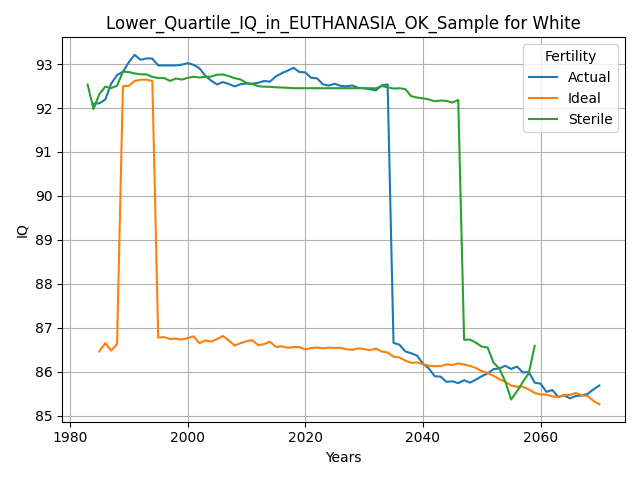 Lower_Quartile_IQ_in_EUTHANASIA_OK_Sample for White
Fertility
Actual
Ideal
Sterile
IQ
93
92
91
90
89
88
87
86
85
1980
2000
2020
2040
2060
Years